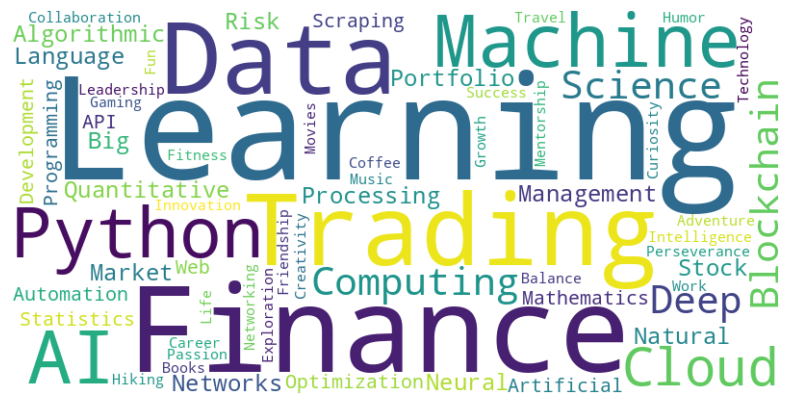 Collaboration
Algorithmic
Language
Risk
Scraping
Data
Machine
Travel
Humor
Technology
Portfolio
Science
Success
Learning
Leadership
Gaming
Fun
API
Big
Development
Programming
Fitness
Movies
Coffee
Music
Growth
Mentorship
Curiosity
Blockchain
Quantitative
Processing
Management
Innovation
Python
Trading
Adventure
Intelligence
Perseverance
Market
Web
Networking
Exploration
Friendship
Creativity
Computing
Balance
Stock
Work
Automation
Statistics
Life
Finance
Mathematics
Deep
Natural
AI
Career
Passion
Books
Hiking
Networks
Optimization
Neural
Artificial
Cloud